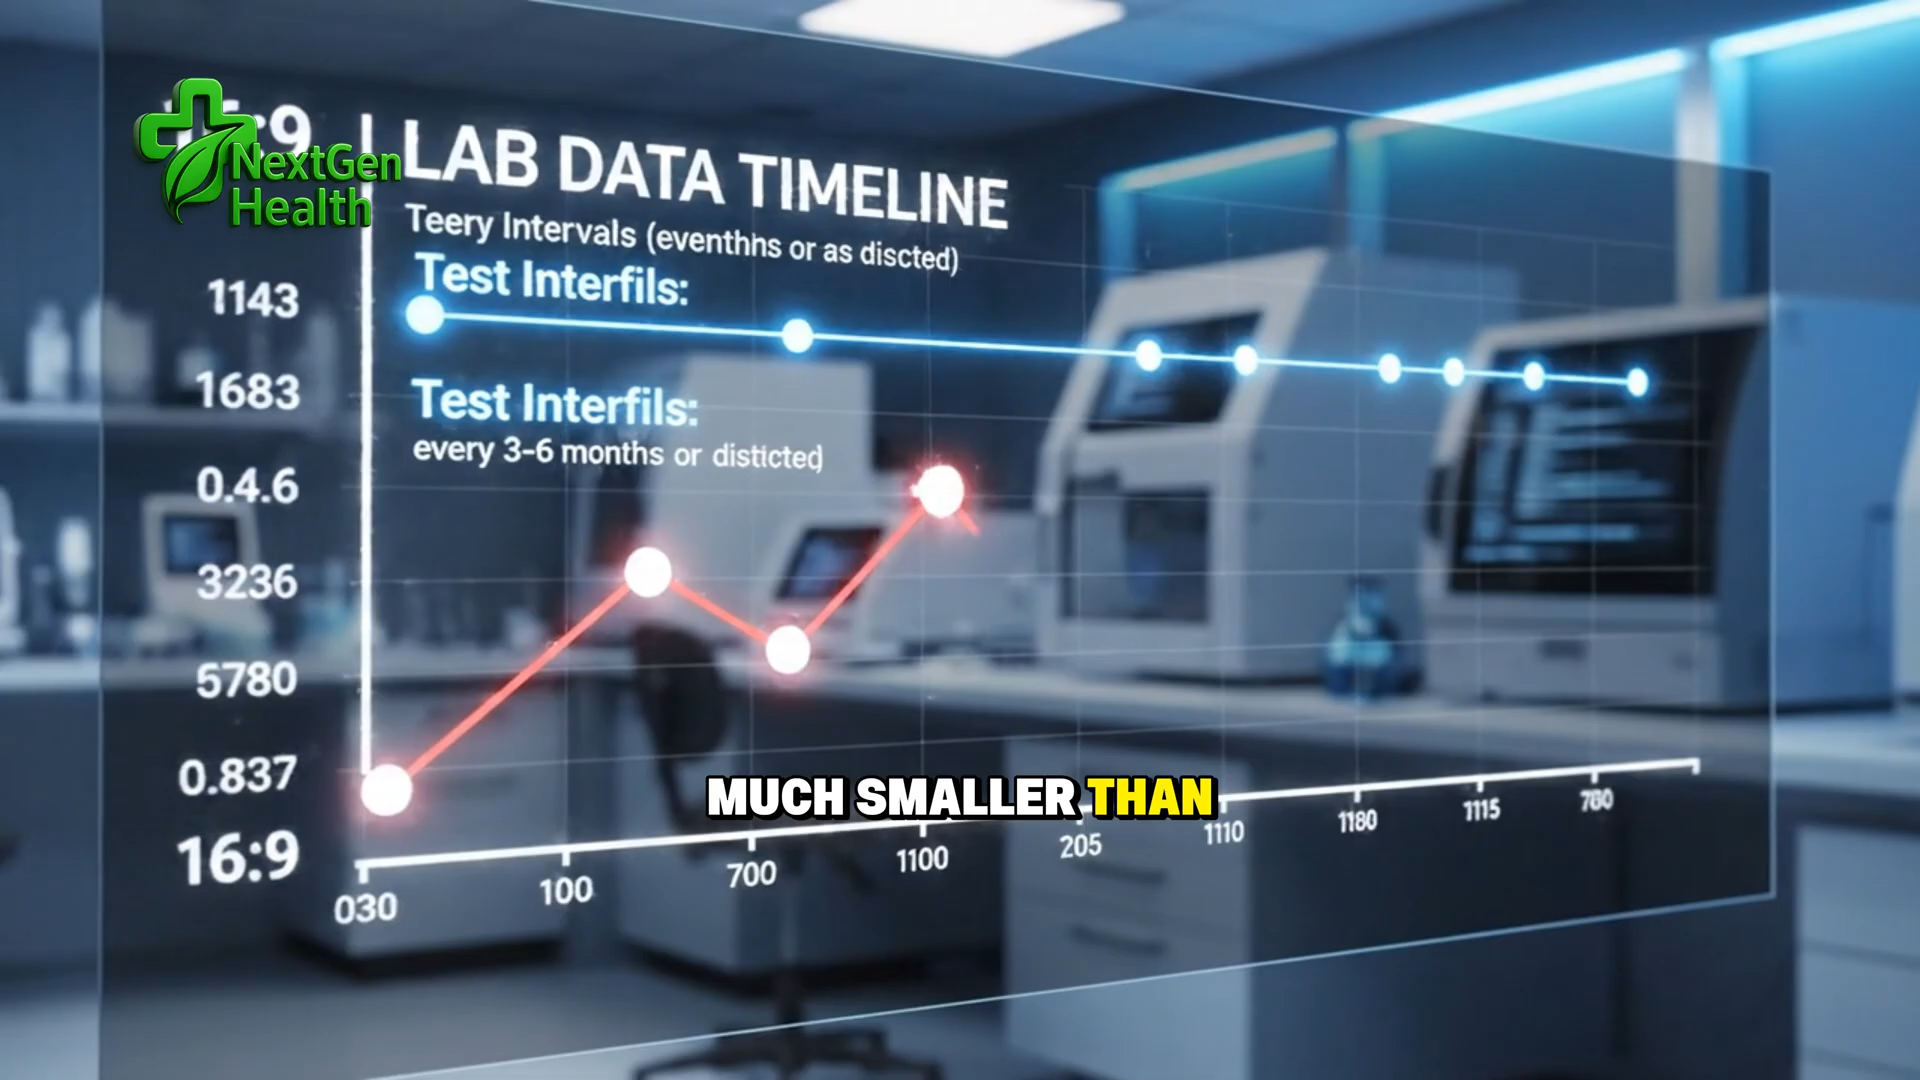 :9
NextGen
Health
LAB DATA TIMELINE
Teery Intervals (eventhhs or as discted)
Test Interfils:
Test Interfils:
every 3-6 months or disticted)
1143
1683
0.4.6
3236
5780
0.837
16:9
MUCH SMALLER THAN
030
100
700
1100
205
1110
1180
1115
780